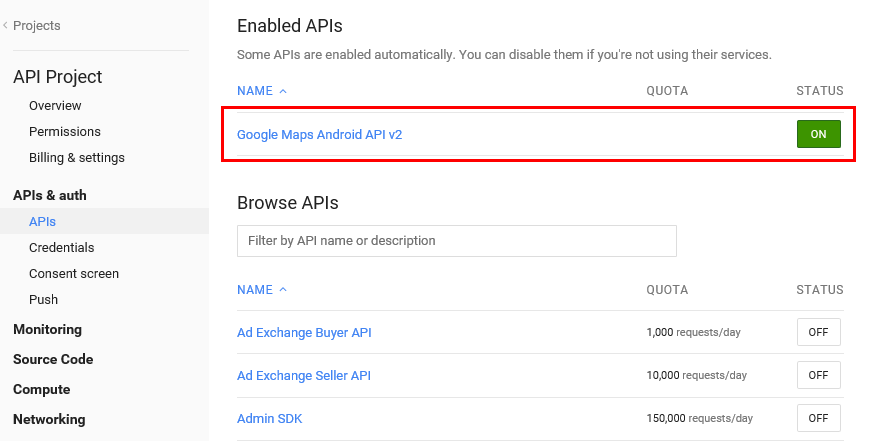 Projects
API Project
Overview
Permissions
Billing & settings
APIs & auth
APIs
Credentials
Consent screen
Push
Monitoring
Source Code
Compute
Networking
Enabled APIs
Some APIs are enabled automatically. You can disable them if you're not using their services.
NAME QUOTA STATUS
Google Maps Android API v2 ON
Browse APIs
Filter by API name or description
NAME QUOTA STATUS
Ad Exchange Buyer API 1,000 requests/day OFF
Ad Exchange Seller API 10,000 requests/day OFF
Admin SDK 150,000 requests/day OFF